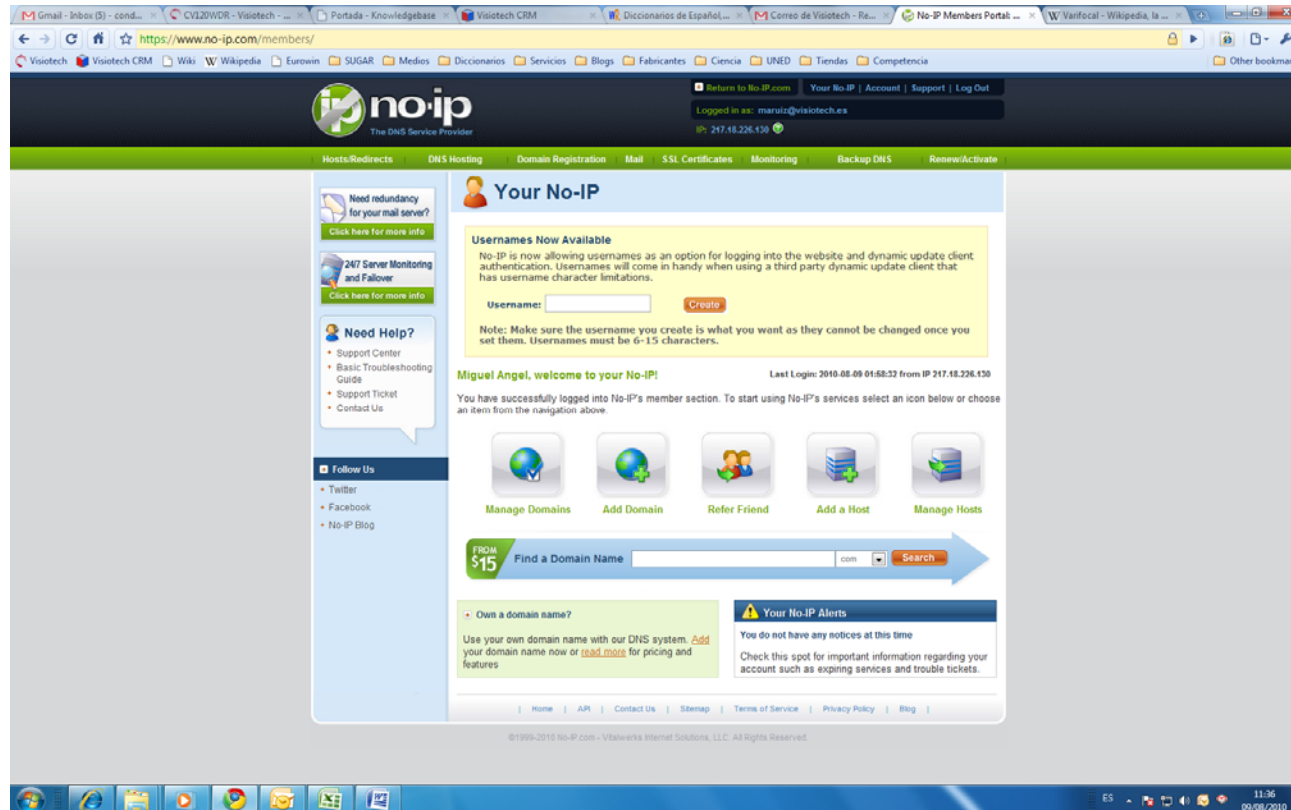 Gmail - Inbox (5) - cond...
CV120WDR - Visiotech - ...
Portada - Knowledgebase
Visiotech CRM
Diccionarios de Español,...
Correo de Visiotech - Re...
No-IP Members Portal: ...
Varifocal - Wikipedia, la ...
https://www.no-ip.com/members/
Visiotech
Visiotech CRM
Wiki
Wikipedia
Eurowin
SUGAR
Medios
Diccionarios
Servicios
Blogs
Fabricantes
Ciencia
UNED
Tiendas
Competencia
Other bookmar
no-ip
The DNS Service Provider
Return to No-IP.com
Your No-IP | Account | Support | Log Out
Logged in as: maruiz@visiotech.es
IP: 217.18.226.130
Hosts/Redirects
DNS Hosting
Domain Registration
Mail
SSL Certificates
Monitoring
Backup DNS
Renew/Activate
Need redundancy
for your mail server?
Click here for more info
24/7 Server Monitoring
and Failover
Click here for more info
Need Help?
Support Center
Basic Troubleshooting
Guide
Support Ticket
Contact Us
Follow Us
Twitter
Facebook
No-IP Blog
Your No-IP
Usernames Now Available
No-IP is now allowing usernames as an option for logging into the website and dynamic update client
authentication. Usernames will come in handy when using a third party dynamic update client that
has username character limitations.
Username:
Create
Note: Make sure the username you create is what you want as they cannot be changed once you
set them. Usernames must be 6-15 characters.
Miguel Angel, welcome to your No-IP!
Last Login: 2010-08-09 01:58:32 from IP 217.18.226.130
You have successfully logged into No-IP's member section. To start using No-IP's services select an icon below or choose
an item from the navigation above.
Manage Domains
Add Domain
Refer Friend
Add a Host
Manage Hosts
FROM
$15
Find a Domain Name
com
Search
Own a domain name?
Use your own domain name with our DNS system. Add
your domain name now or read more for pricing and
features
Your No-IP Alerts
You do not have any notices at this time
Check this spot for important information regarding your
account such as expiring services and trouble tickets.
| Home | API | Contact Us | Sitemap | Terms of Service | Privacy Policy | Blog |
©1999-2010 No-IP.com - Vitalwerks Internet Solutions, LLC. All Rights Reserved.
ES
11:36
09/08/2010